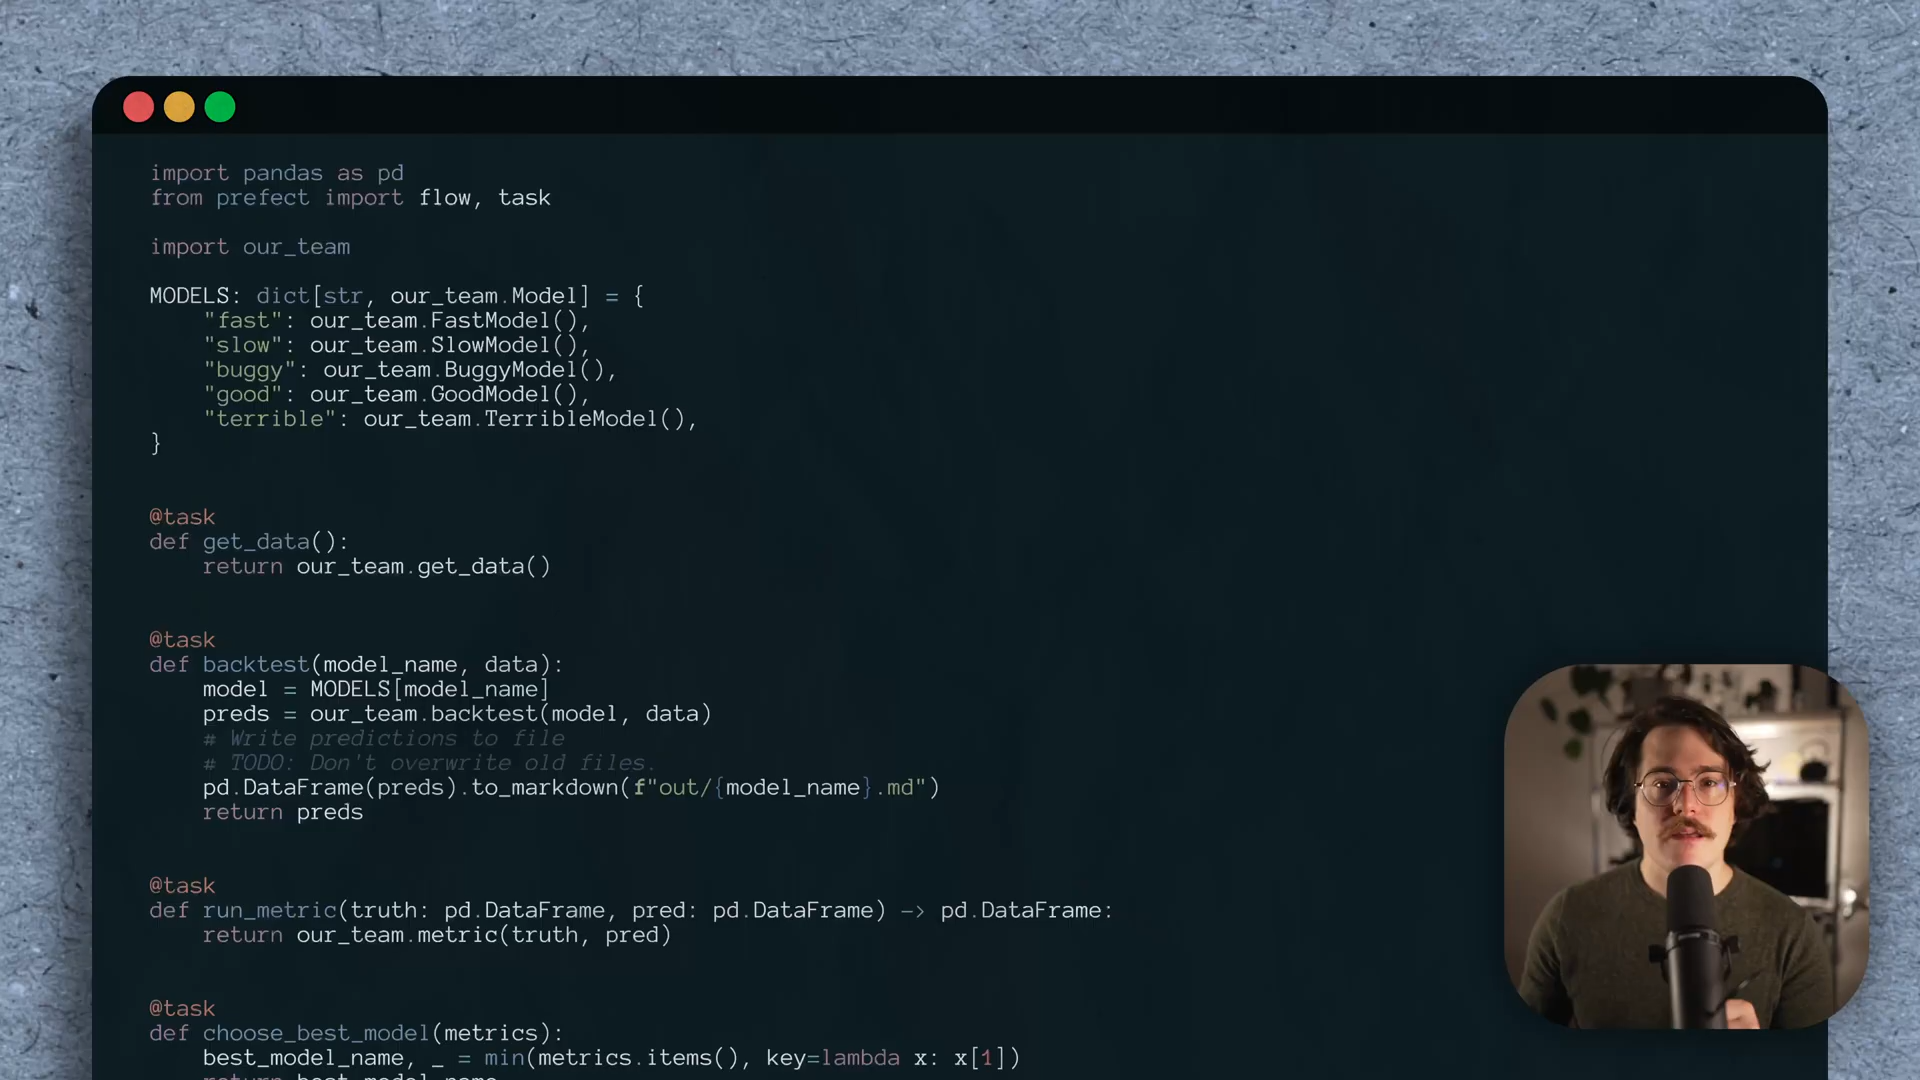 import pandas as pd
from prefect import flow, task
import our_team
MODELS: dict[str, our_team.Model] = {
    "fast": our_team.FastModel(),
    "slow": our_team.SlowModel(),
    "buggy": our_team.BuggyModel(),
    "good": our_team.GoodModel(),
    "terrible": our_team.TerribleModel(),
}
@task
def get_data():
    return our_team.get_data()
@task
def backtest(model_name, data):
    model = MODELS[model_name]
    preds = our_team.backtest(model, data)
    # Write predictions to file
    # TODO: Don't overwrite old files.
    pd.DataFrame(preds).to_markdown(f"out/{model_name}.md")
    return preds
@task
def run_metric(truth: pd.DataFrame, pred: pd.DataFrame) -> pd.DataFrame:
    return our_team.metric(truth, pred)
@task
def choose_best_model(metrics):
    best_model_name, _ = min(metrics.items(), key=lambda x: x[1])
    return best_model_name